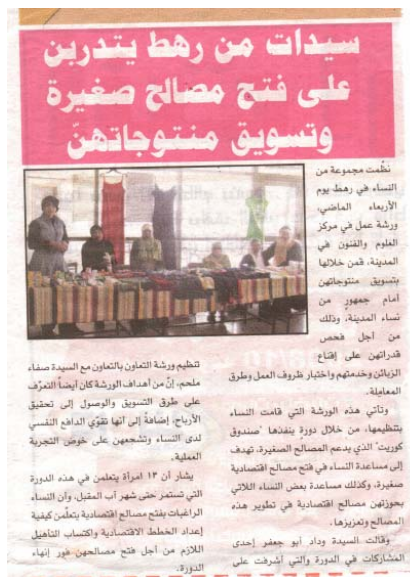 سيدات من رهط يتدربن
على فتح مصالح صغيرة
وتسويق منتوجاتهنّ
نظمت مجموعة من
النساء في رهط يوم
الأربعاء الماضي،
ورشة عمل في مركز
العلوم والفنون في
المدينة، قمن خلالها
بتسويق منتوجاتهن
أمام جمهور من
نساء المدينة، وذلك
من أجل فحص
قدراتهن على إقناع
الزبائن وخدمتهم واختبار ظروف العمل وطرق
المعاملة.
وتأتي هذه الورشة التي قامت النساء
بتنظيمها، من خلال دورة ينفذها "صندوق
كوريت" الذي يدعم المصالح الصغيرة، تهدف
إلى مساعدة النساء في فتح مصالح اقتصادية
صغيرة، وكذلك مساعدة بعض النساء اللاتي
بحوزتهن مصالح اقتصادية في تطوير هذه
المصالح وتعزيزها.
وقالت السيدة وداد أبو جعفر إحدى
المشاركات في الدورة والتي أشرفت على
تنظيم ورشة التعاون بالتعاون مع السيدة صفاء
ملحم، إنّ من أهداف الورشة كان أيضاً التعرّف
على طرق التسويق والوصول إلى تحقيق
الأرباح، إضافةً إلى أنها تقوّي الدافع النفسي
لدى النساء وتشجعهن على خوض التجربة
العملية.
يشار أن ١٣ امرأة يتعلمن في هذه الدورة
التي تستمر حتى شهر آب المقبل، وأن النساء
الراغبات بفتح مصالح اقتصادية يتعلّمن كيفية
إعداد الخطط الاقتصادية واكتساب التأهيل
اللازم من أجل فتح مصالحهن فور إنهاء
الدورة.